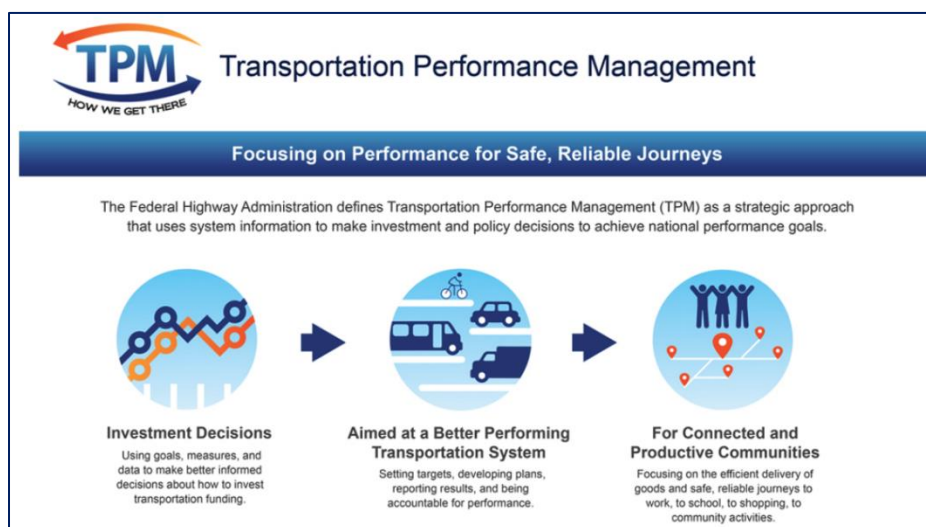 TPM
HOW WE GET THERE
Transportation Performance Management
Focusing on Performance for Safe, Reliable Journeys
The Federal Highway Administration defines Transportation Performance Management (TPM) as a strategic approach
that uses system information to make investment and policy decisions to achieve national performance goals.
Investment Decisions
Using goals, measures, and
data to make better informed
decisions about how to invest
transportation funding.
Aimed at a Better Performing
Transportation System
Setting targets, developing plans,
reporting results, and being
accountable for performance.
For Connected and
Productive Communities
Focusing on the efficient delivery of
goods and safe, reliable journeys to
work, to school, to shopping, to
community activities.